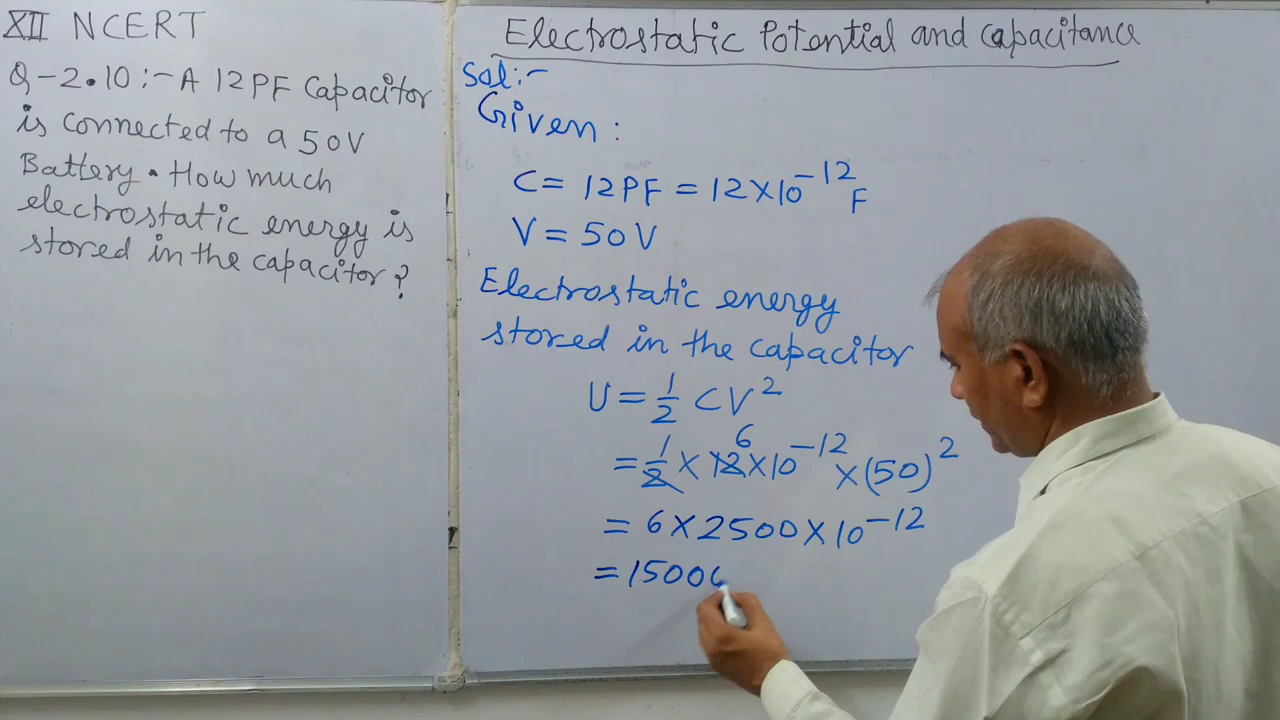 XII NCERT
Q-2.10:- A 12PF Capacitor
is connected to a 50V
Battery. How much
electrostatic energy is
stored in the capacitor?
Electrostatic Potential and capacitance
Sol:-
Given:
C = 12PF = 12×10⁻¹² F
V = 50V
Electrostatic energy
stored in the capacitor
U = 1/2 CV²
= 1/2 × 12 6 × 10⁻¹² × (50)²
= 6 × 2500 × 10⁻¹²
= 15000